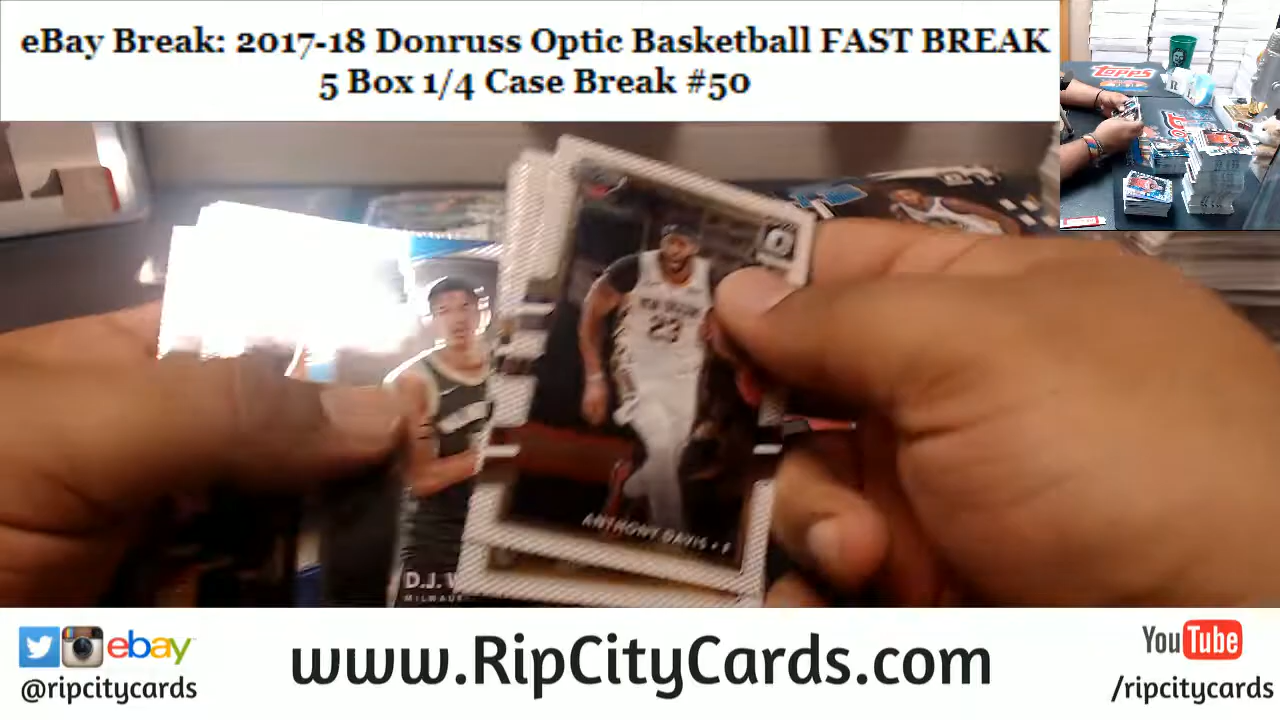 eBay Break: 2017-18 Donruss Optic Basketball FAST BREAK
5 Box 1/4 Case Break #50
topps
NEW ORLEANS
23
ANTHONY DAVIS • F
D.J.
MILWAUK
ebay
@ripcitycards
www.RipCityCards.com
YouTube
/ripcitycards